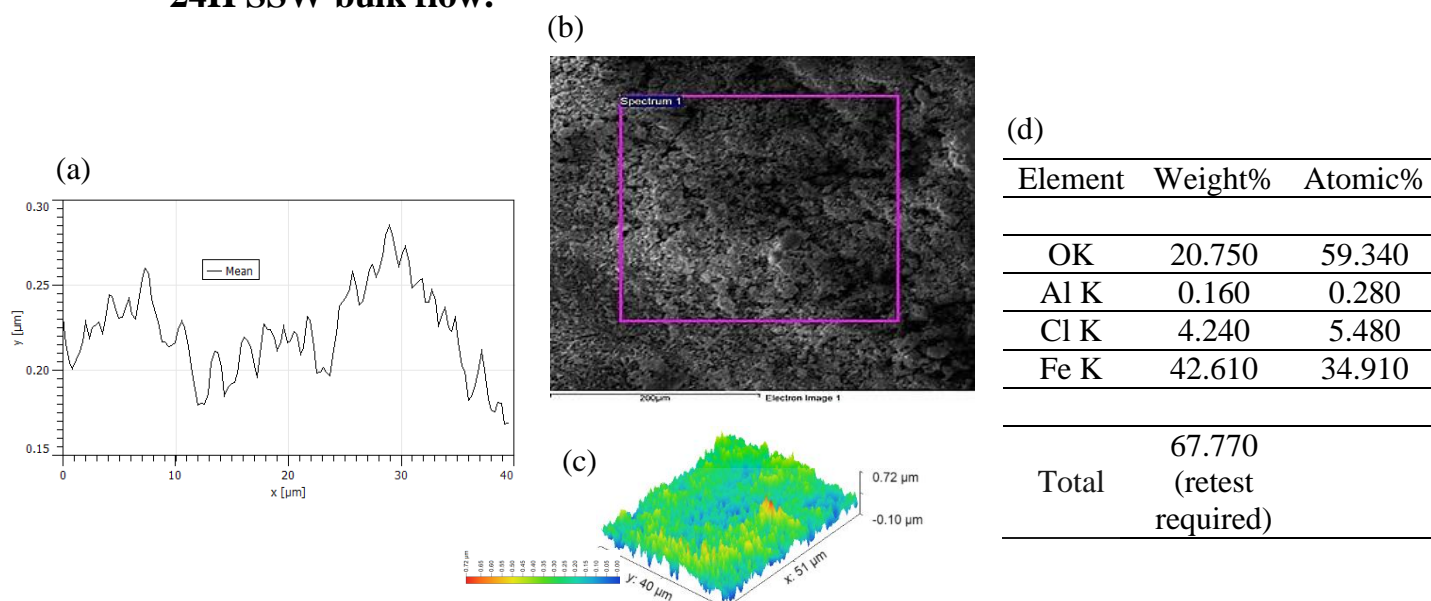 24H SSW bulk flow.
(b)
Spectrum 1
200µm Electron Image 1
(a)
0.30
0.25
0.20
0.15
y [µm]
Mean
0 10 20 30 40
x [µm]
(c)
0.72 µm
-0.10 µm
y: 40 µm
x: 51 µm
(d)
Element Weight% Atomic%
OK 20.750 59.340
Al K 0.160 0.280
Cl K 4.240 5.480
Fe K 42.610 34.910
Total 67.770
(retest
required)